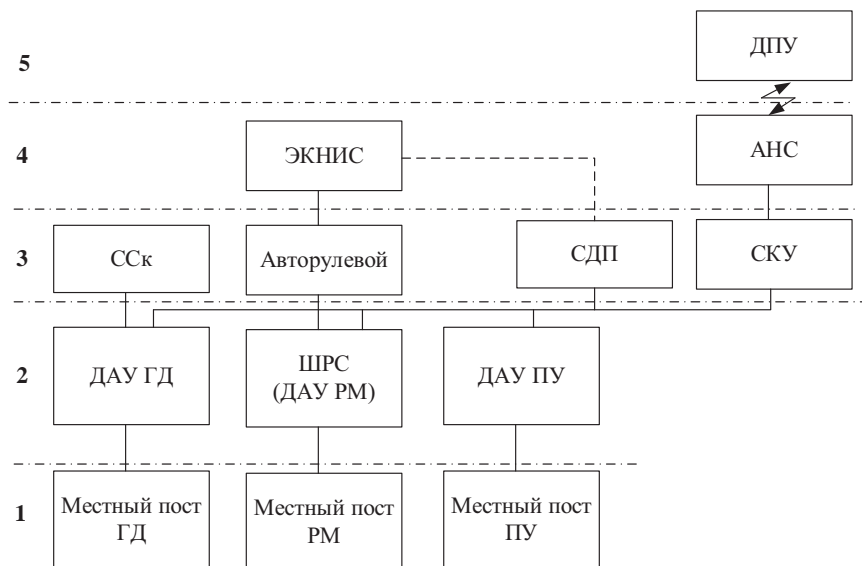 5
ДПУ
4
ЭКНИС
АНС
3
ССк
Авторулевой
СДП
СКУ
2
ДАУ ГД
ШРС
(ДАУ РМ)
ДАУ ПУ
1
Местный пост
ГД
Местный пост
РМ
Местный пост
ПУ